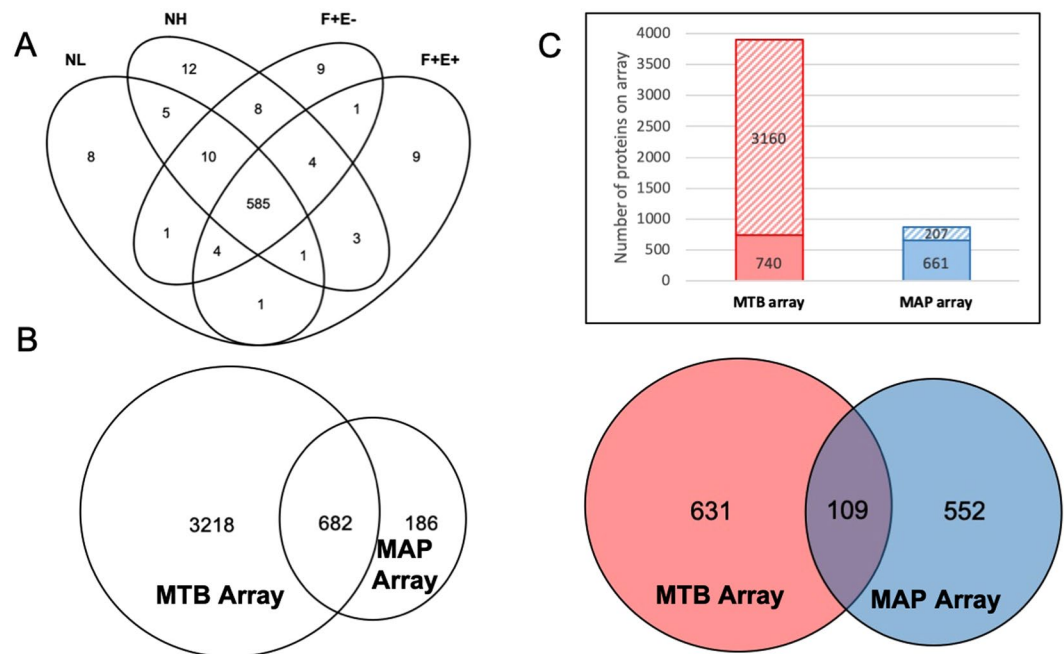 A
NL
NH
F+E-
F+E+
12
9
5
8
1
8
10
4
9
585
1
4
1
3
1
B
3218
682
186
MTB Array
MAP
Array
C
Number of proteins on array
4000
3500
3000
2500
2000
1500
1000
500
0
3160
740
207
661
MTB array
MAP array
631
109
552
MTB Array
MAP Array